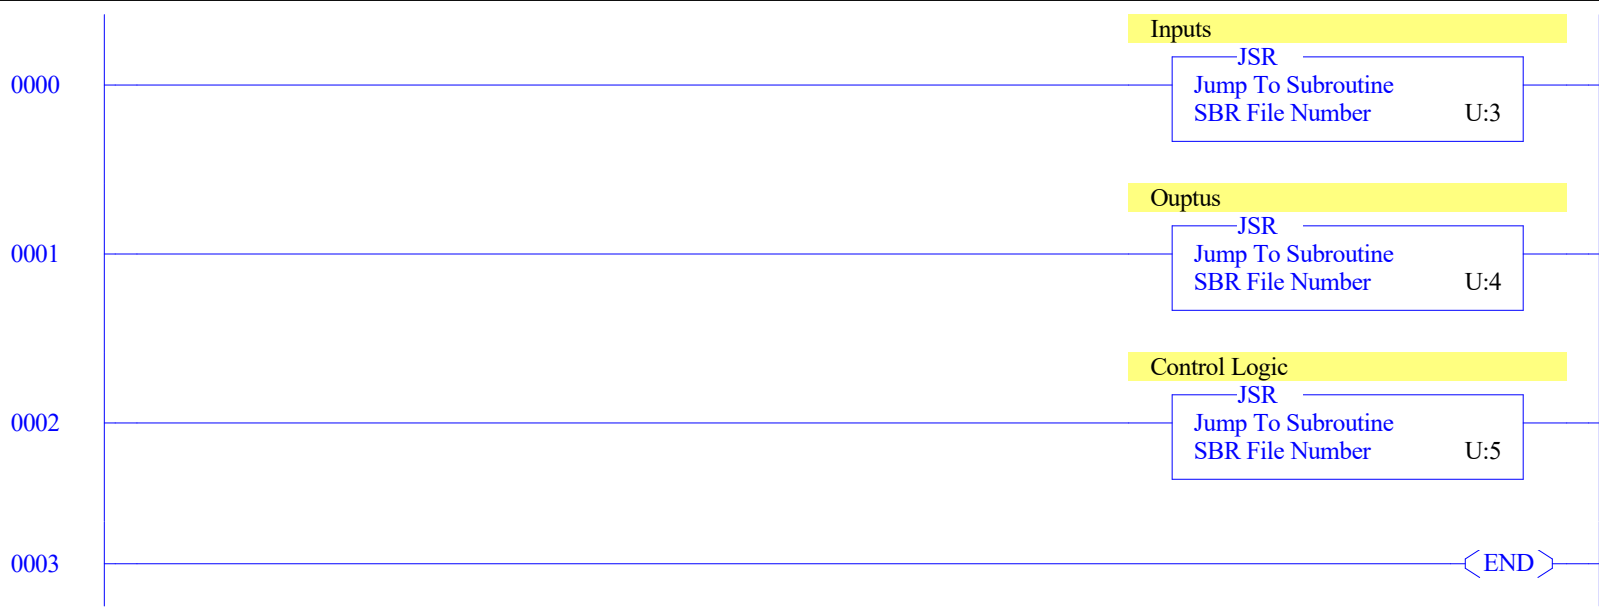 Inputs
JSR
0000
Jump To Subroutine
SBR File Number U:3
Ouptus
JSR
0001
Jump To Subroutine
SBR File Number U:4
Control Logic
JSR
0002
Jump To Subroutine
SBR File Number U:5
0003
END